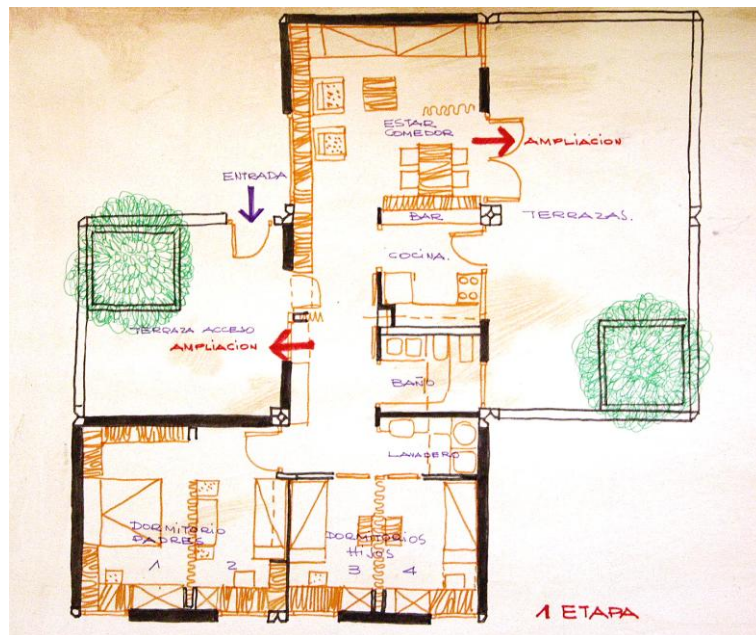 ESTAR
COMEDOR
AMPLIACION
ENTRADA
BAR
TERRAZAS.
COCINA.
TERRAZA ACCESO
AMPLIACION
BAÑO
LAVADERO
DORMITORIO
PADRES
1
2
DORMITORIOS
HIJOS
3
4
1 ETAPA